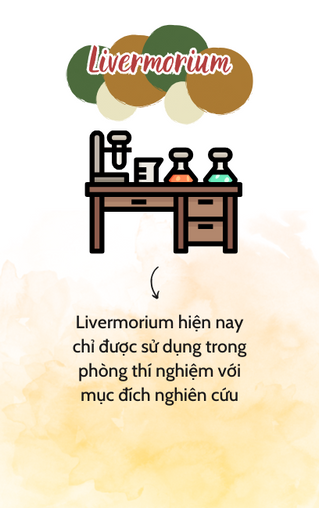 Livermorium
Livermorium hiện nay
chỉ được sử dụng trong
phòng thí nghiệm với
mục đích nghiên cứu